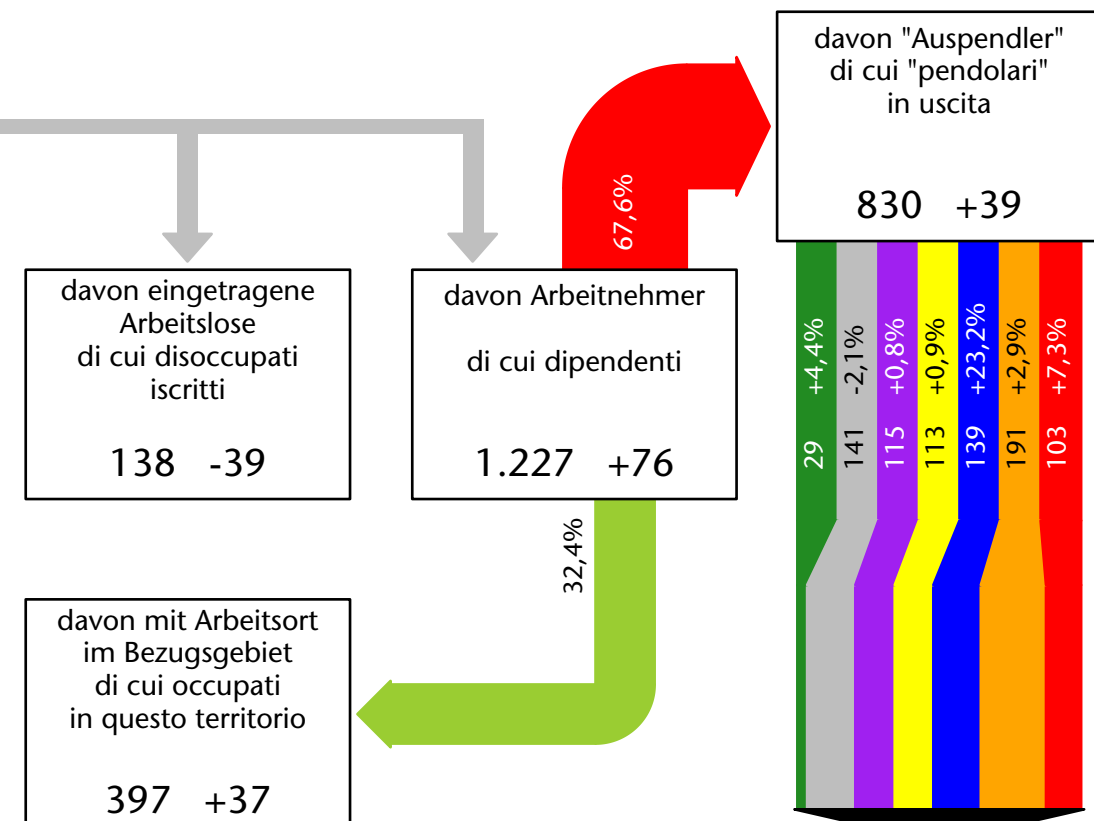 davon "Auspendler"
di cui "pendolari"
in uscita
830 +39
67,6%
davon eingetragene
Arbeitslose
di cui disoccupati
iscritti
138 -39
davon Arbeitnehmer
di cui dipendenti
1.227 +76
29 +4,4%
141 -2,1%
115 +0,8%
113 +0,9%
139 +23,2%
191 +2,9%
103 +7,3%
32,4%
davon mit Arbeitsort
im Bezugsgebiet
di cui occupati
in questo territorio
397 +37